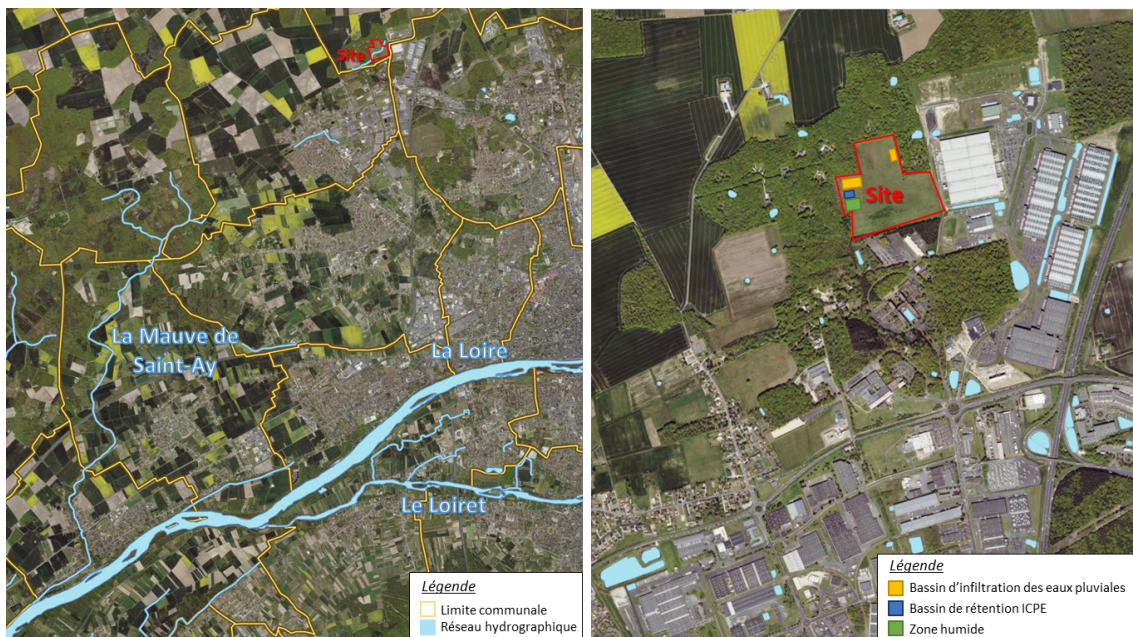 Site
La Mauve de
Saint-Ay
La Loire
Le Loiret
Légende
Limite communale
Réseau hydrographique
Site
Légende
Bassin d'infiltration des eaux pluviales
Bassin de rétention ICPE
Zone humide